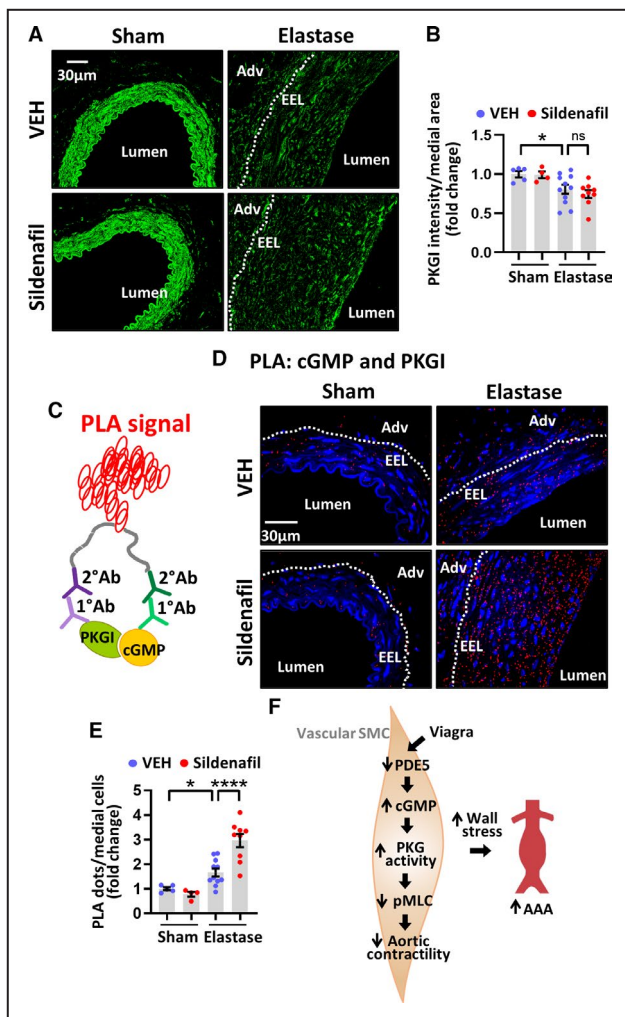 A
Sham
Elastase
30µm
VEH
Lumen
Adv
EEL
Lumen
Sildenafil
Lumen
EEL
Lumen
B
VEH Sildenafil
PKGI intensity/medial area
(fold change)
1.5
1.0
0.5
0.0
* ns
Sham Elastase
C
PLA signal
2°Ab 2°Ab
1°Ab 1°Ab
PKGI cGMP
D PLA: cGMP and PKGI
Sham Elastase
VEH
Adv
EEL
Lumen
30µm
Adv
EEL
Lumen
Sildenafil
Adv
EEL
Lumen
Adv
EEL
Lumen
E
VEH Sildenafil
PLA dots/medial cells
(fold change)
5
4
3
2
1
0
* ****
Sham Elastase
F
Vascular SMC
Viagra
↓ PDE5
↑ cGMP
↑ PKG
activity
↓ pMLC
↓ Aortic
contractility
↑ Wall
stress
↑ AAA